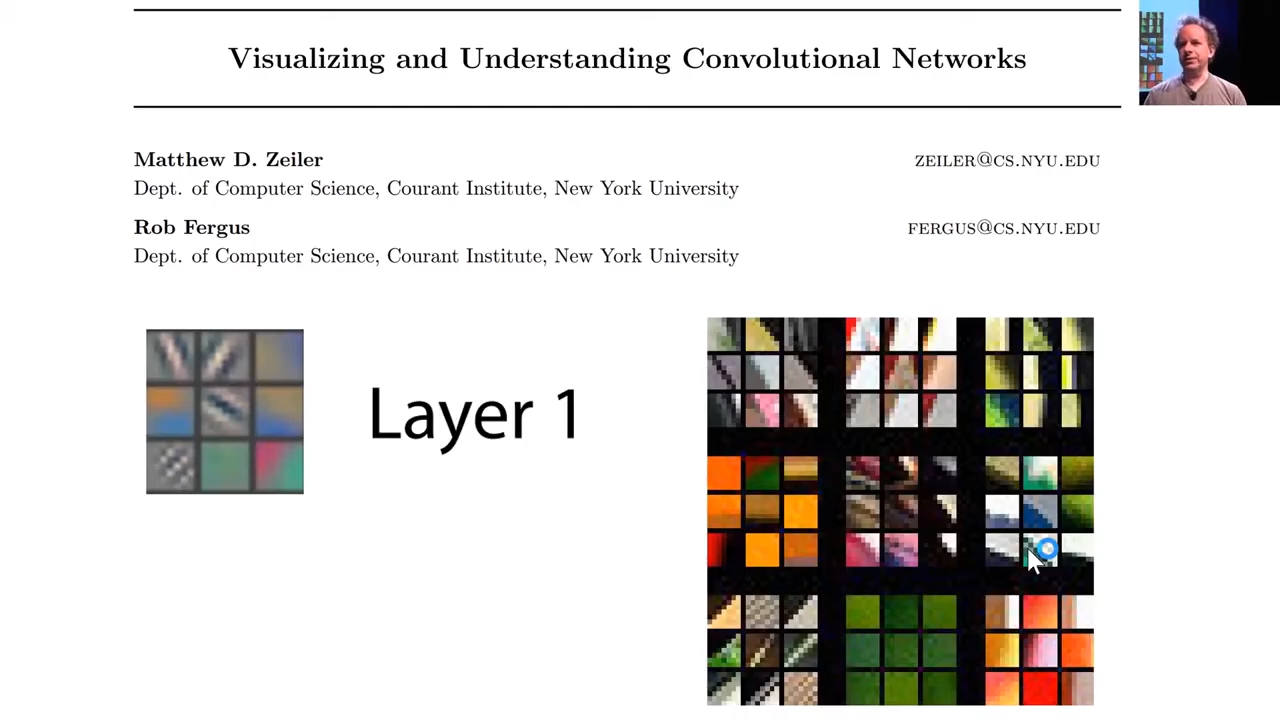 Visualizing and Understanding Convolutional Networks
Matthew D. Zeiler ZEILER@CS.NYU.EDU
Dept. of Computer Science, Courant Institute, New York University
Rob Fergus FERGUS@CS.NYU.EDU
Dept. of Computer Science, Courant Institute, New York University
Layer 1